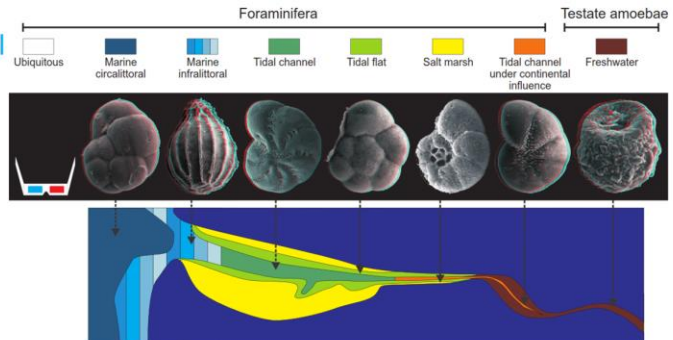 Foraminifera
Testate amoebae
Ubiquitous
Marine
circalittoral
Marine
infralittoral
Tidal channel
Tidal flat
Salt marsh
Tidal channel
under continental
influence
Freshwater